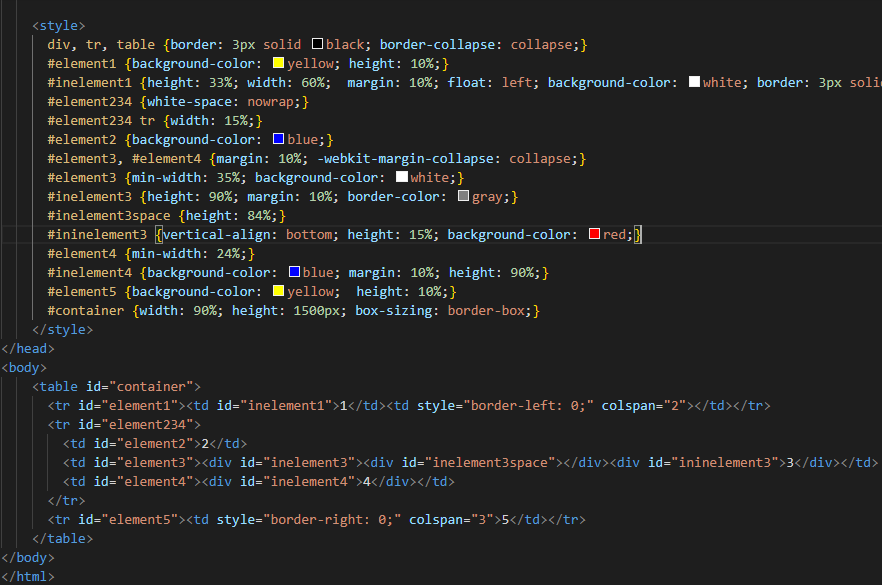 <style>
div, tr, table {border: 3px solid black; border-collapse: collapse;}
#element1 {background-color: yellow; height: 10%;}
#inelement1 {height: 33%; width: 60%;  margin: 10%; float: left; background-color: white; border: 3px soli
#element234 {white-space: nowrap;}
#element234 tr {width: 15%;}
#element2 {background-color: blue;}
#element3, #element4 {margin: 10%; -webkit-margin-collapse: collapse;}
#element3 {min-width: 35%; background-color: white;}
#inelement3 {height: 90%; margin: 10%; border-color: gray;}
#inelement3space {height: 84%;}
#ininelement3 {vertical-align: bottom; height: 15%; background-color: red;}
#element4 {min-width: 24%;}
#inelement4 {background-color: blue; margin: 10%; height: 90%;}
#element5 {background-color: yellow;  height: 10%;}
#container {width: 90%; height: 1500px; box-sizing: border-box;}
</style>
</head>
<body>
<table id="container">
<tr id="element1"><td id="inelement1">1</td><td style="border-left: 0;" colspan="2"></td></tr>
<tr id="element234">
<td id="element2">2</td>
<td id="element3"><div id="inelement3"><div id="inelement3space"></div><div id="ininelement3">3</div></td>
<td id="element4"><div id="inelement4">4</div></td>
</tr>
<tr id="element5"><td style="border-right: 0;" colspan="3">5</td></tr>
</table>
</body>
</html>